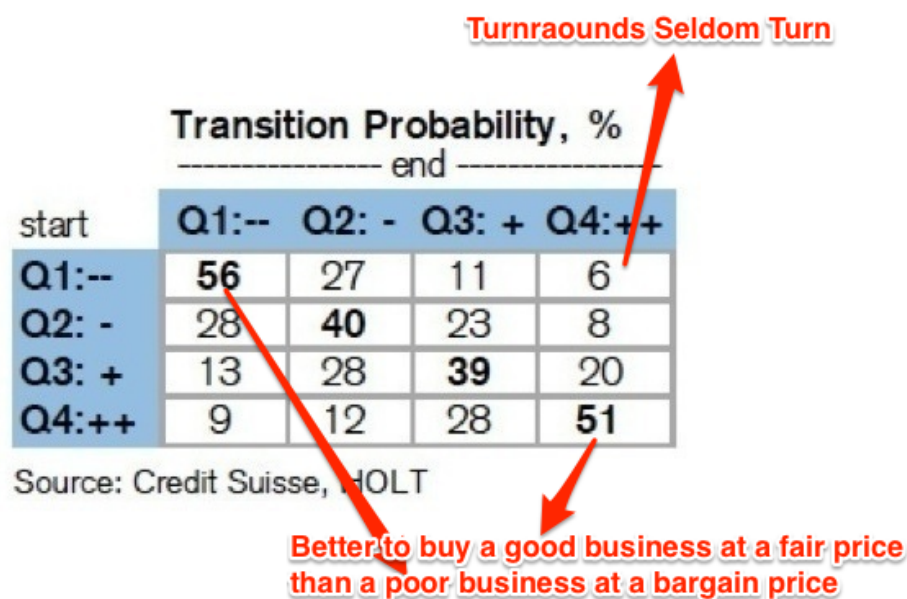 Turnraounds Seldom Turn
Transition Probability, %
---------------- end ----------------
start Q1:-- Q2: - Q3: + Q4:++
Q1:-- 56 27 11 6
Q2: - 28 40 23 8
Q3: + 13 28 39 20
Q4:++ 9 12 28 51
Source: Credit Suisse, HOLT
Better to buy a good business at a fair price
than a poor business at a bargain price